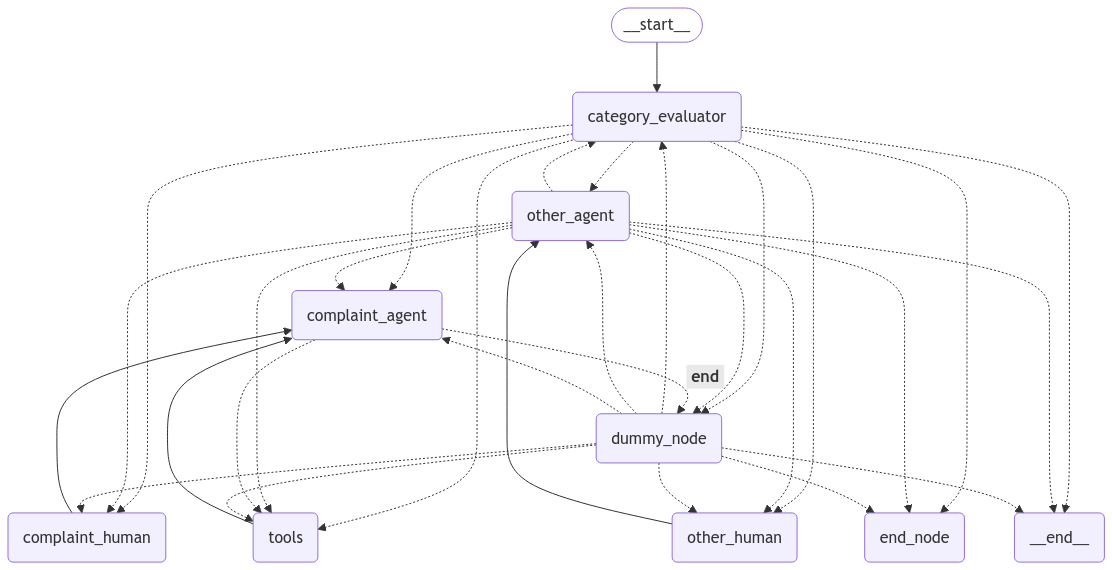 __start__
category_evaluator
other_agent
complaint_agent
end
dummy_node
complaint_human
tools
other_human
end_node
__end__